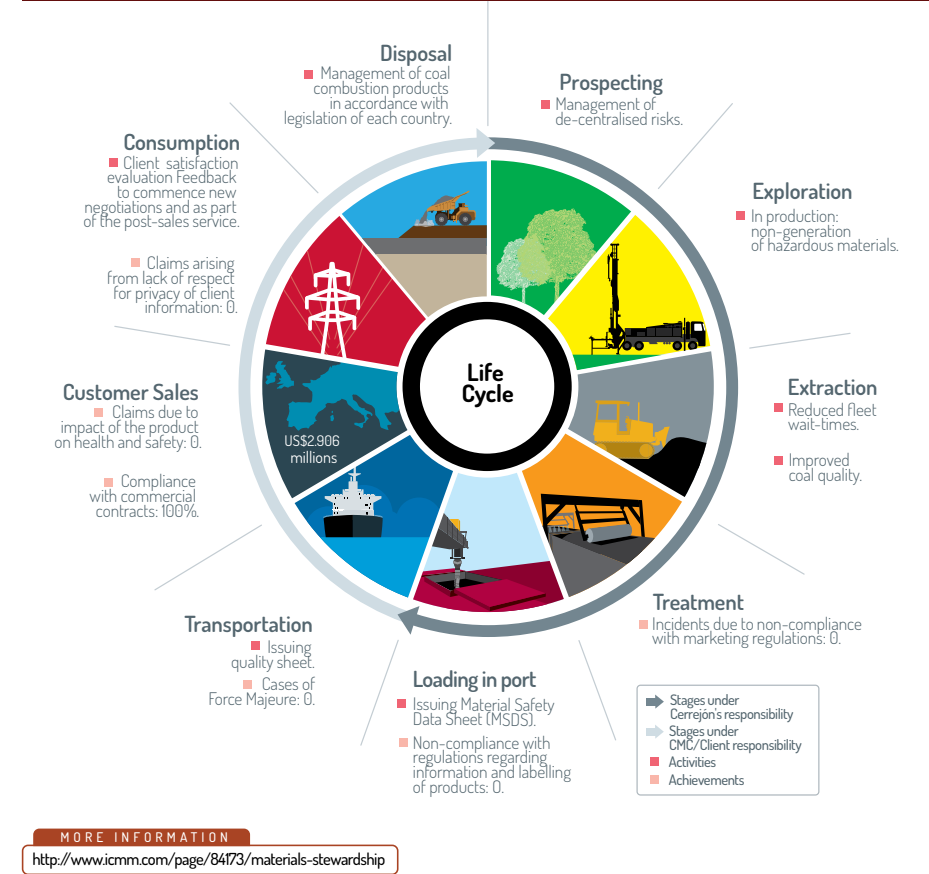 Disposal
Management of coal
combustion products
in accordance with
legislation of each country.
Prospecting
Management of
de-centralised risks.
Consumption
Client satisfaction
evaluation Feedback
to commence new
negotiations and as part
of the post-sales service.
Claims arising
from lack of respect
for privacy of client
information: 0.
Exploration
In production:
non-generation
of hazardous materials.
Life
Cycle
Customer Sales
Claims due to
impact of the product
on health and safety: 0.
Compliance
with commercial
contracts: 100%.
US$2.906
millions
Extraction
Reduced fleet
wait-times.
Improved
coal quality.
Transportation
Issuing
quality sheet.
Cases of
Force Majeure: 0.
Loading in port
Issuing Material Safety
Data Sheet (MSDS).
Non-compliance with
regulations regarding
information and labelling
of products: 0.
Treatment
Incidents due to non-compliance
with marketing regulations: 0.
Stages under
Cerrejón's responsibility
Stages under
CMC/Client responsibility
Activities
Achievements
MORE INFORMATION
http://www.icmm.com/page/84173/materials-stewardship